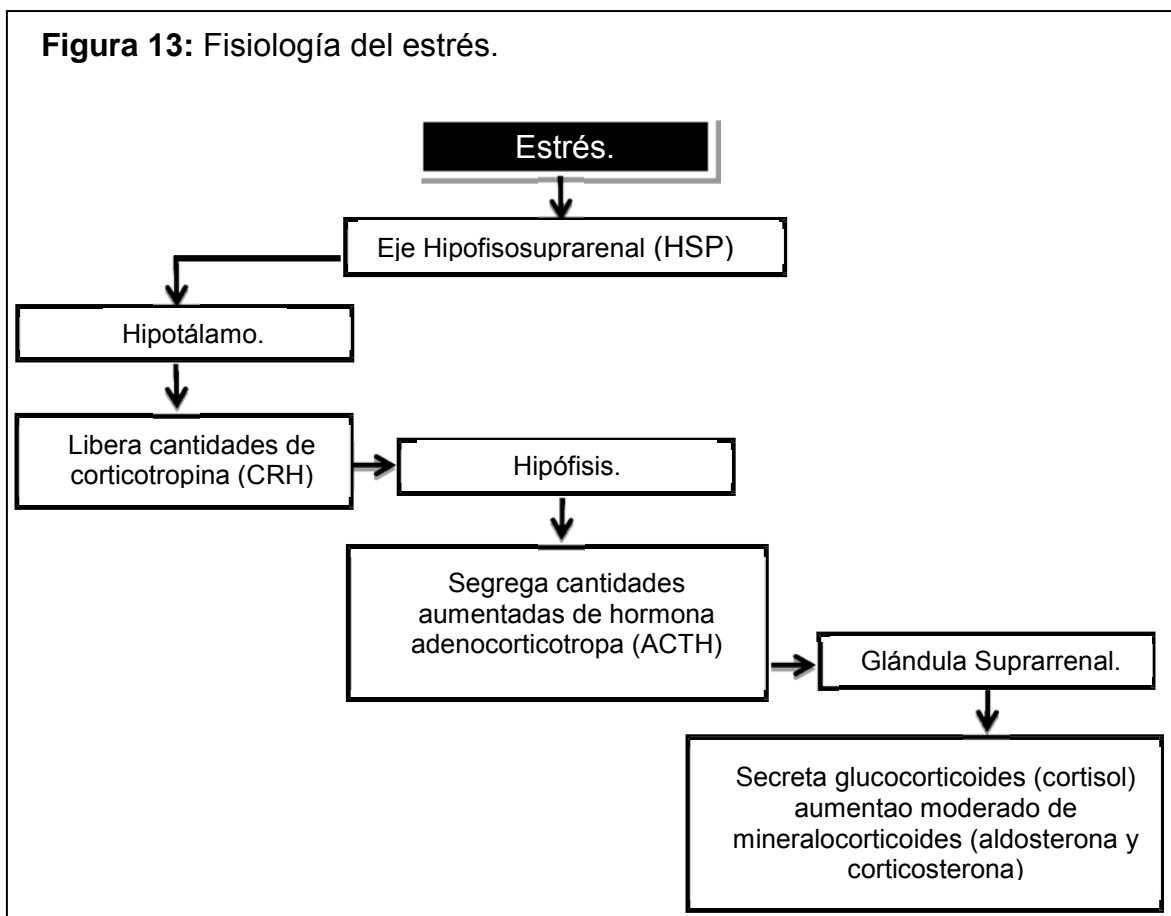 Figura 13: Fisiología del estrés.
Estrés.
Eje Hipofisosuprarenal (HSP)
Hipotálamo.
Libera cantidades de
corticotropina (CRH)
Hipófisis.
Segrega cantidades
aumentadas de hormona
adenocorticotropa (ACTH)
Glándula Suprarrenal.
Secreta glucocorticoides (cortisol)
aumentao moderado de
mineralocorticoides (aldosterona y
corticosterona)